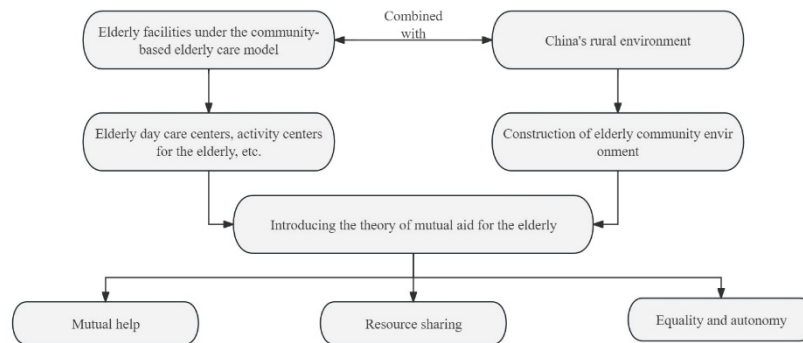 Elderly facilities under the community-
based elderly care model
Combined
with
China's rural environment
Elderly day care centers, activity centers
for the elderly, etc.
Construction of elderly community envir
onment
Introducing the theory of mutual aid for the elderly
Mutual help
Resource sharing
Equality and autonomy